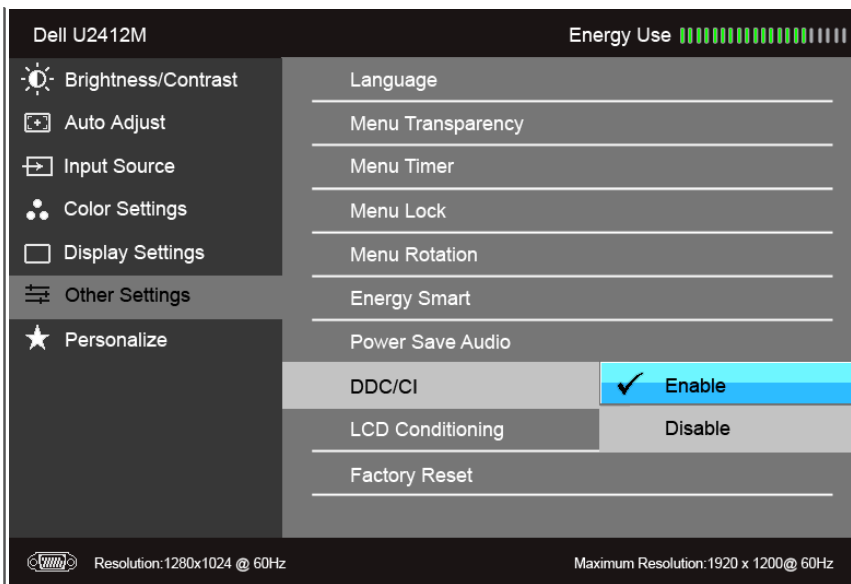 Dell U2412M
Energy Use
Brightness/Contrast
Auto Adjust
Input Source
Color Settings
Display Settings
Other Settings
Personalize
Language
Menu Transparency
Menu Timer
Menu Lock
Menu Rotation
Energy Smart
Power Save Audio
DDC/CI
Enable
Disable
LCD Conditioning
Factory Reset
Resolution:1280x1024 @ 60Hz
Maximum Resolution:1920 x 1200@ 60Hz